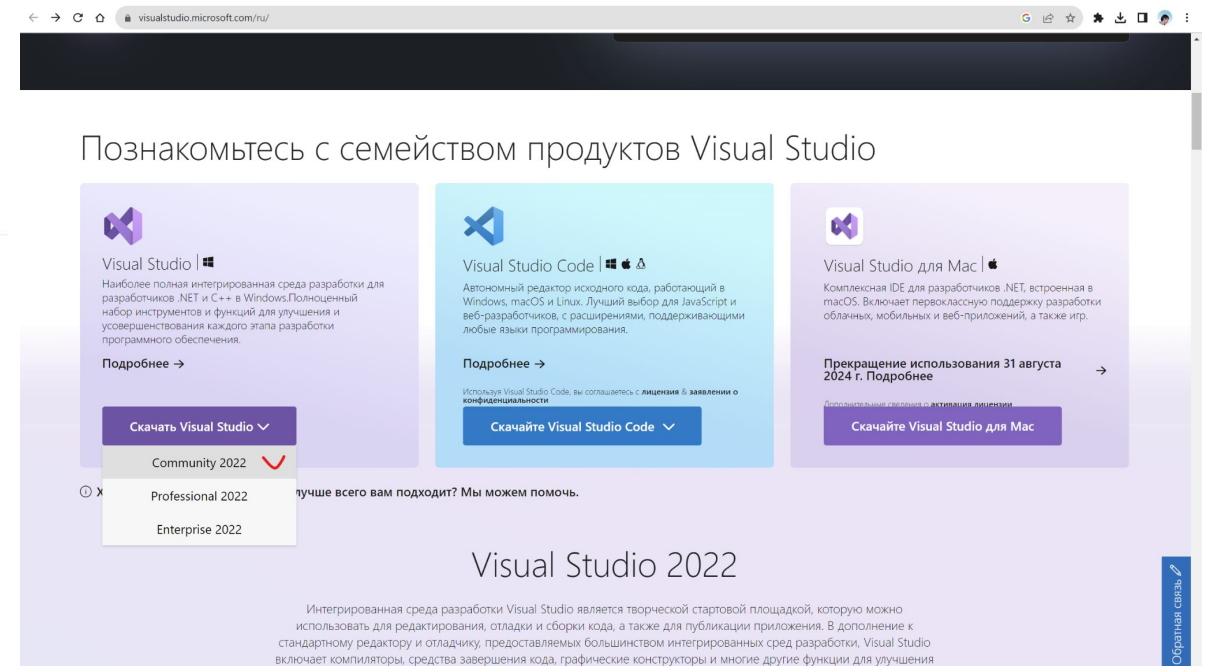 visualstudio.microsoft.com/ru/
Познакомьтесь с семейством продуктов Visual Studio
Visual Studio
Наиболее полная интегрированная среда разработки для
разработчиков .NET и C++ в Windows.Полноценный
набор инструментов и функций для улучшения и
усовершенствования каждого этапа разработки
программного обеспечения.
Подробнее →
Скачать Visual Studio
Community 2022
Professional 2022
Enterprise 2022
Visual Studio Code
Автономный редактор исходного кода, работающий в
Windows, macOS и Linux. Лучший выбор для JavaScript и
веб-разработчиков, с расширениями, поддерживающими
любые языки программирования.
Подробнее →
Используя Visual Studio Code, вы соглашаетесь с лицензия & заявлении о
конфиденциальности
Скачайте Visual Studio Code
Visual Studio для Mac
Комплексная IDE для разработчиков .NET, встроенная в
macOS. Включает первоклассную поддержку разработки
облачных, мобильных и веб-приложений, а также игр.
Прекращение использования 31 августа
2024 г. Подробнее →
Дополнительные сведения о активация лицензии
Скачайте Visual Studio для Mac
лучше всего вам подходит? Мы можем помочь.
Visual Studio 2022
Интегрированная среда разработки Visual Studio является творческой стартовой площадкой, которую можно
использовать для редактирования, отладки и сборки кода, а также для публикации приложения. В дополнение к
стандартному редактору и отладчику, предоставляемых большинством интегрированных сред разработки, Visual Studio
включает компиляторы, средства завершения кода, графические конструкторы и многие другие функции для улучшения
Обратная связь